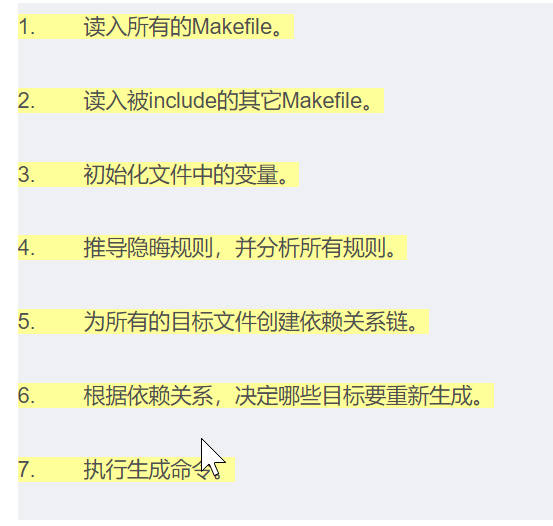 1. 读入所有的Makefile。
2. 读入被include的其它Makefile。
3. 初始化文件中的变量。
4. 推导隐晦规则，并分析所有规则。
5. 为所有的目标文件创建依赖关系链。
6. 根据依赖关系，决定哪些目标要重新生成。
7. 执行生成命令。